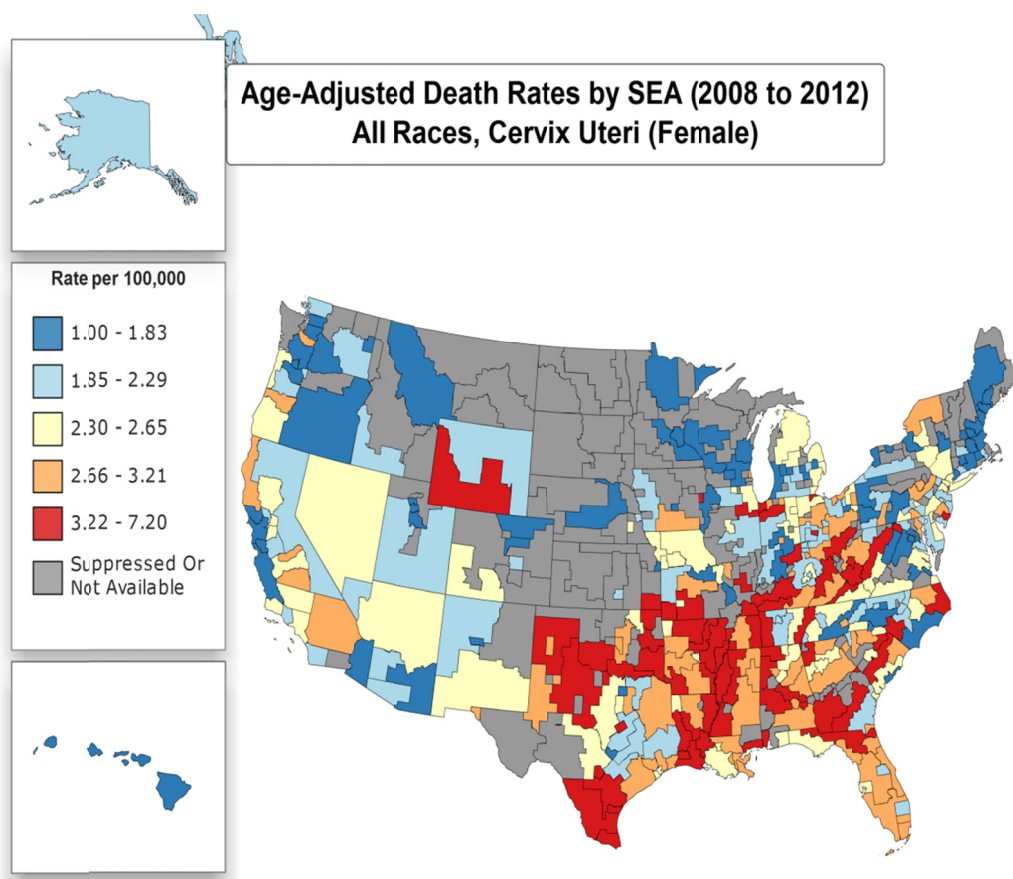 Age-Adjusted Death Rates by SEA (2008 to 2012)
All Races, Cervix Uteri (Female)
Rate per 100,000
1.00 - 1.83
1.85 - 2.29
2.30 - 2.65
2.56 - 3.21
3.22 - 7.20
Suppressed Or
Not Available